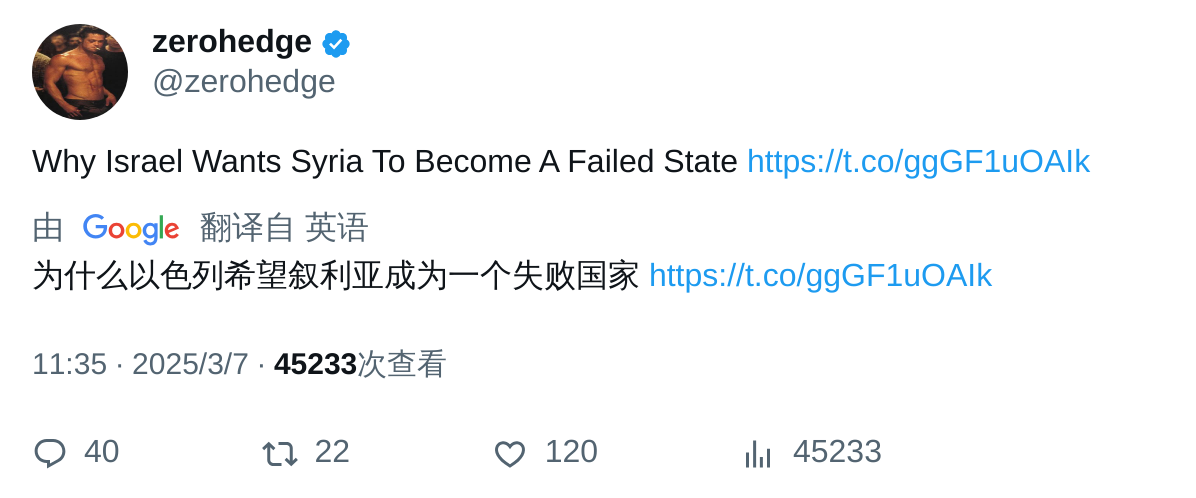 zerohedge
@zerohedge
Why Israel Wants Syria To Become A Failed State https://t.co/ggGF1uOAIk
由 Google 翻译自 英语
为什么以色列希望叙利亚成为一个失败国家 https://t.co/ggGF1uOAIk
11:35 · 2025/3/7 · 45233次查看
40 22 120 45233